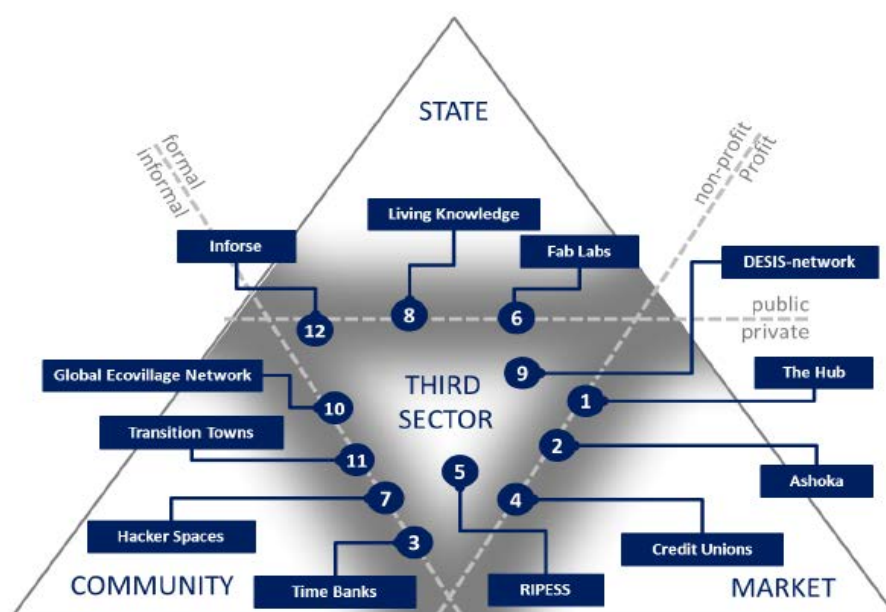 STATE
formal
informal
non-profit
Profit
Living Knowledge
Inforse
Fab Labs
DESIS-network
public
private
12
8
6
Global Ecovillage Network
THIRD
SECTOR
9
The Hub
10
1
Transition Towns
11
2
5
Ashoka
7
4
Hacker Spaces
3
Credit Unions
COMMUNITY
Time Banks
RIPESS
MARKET